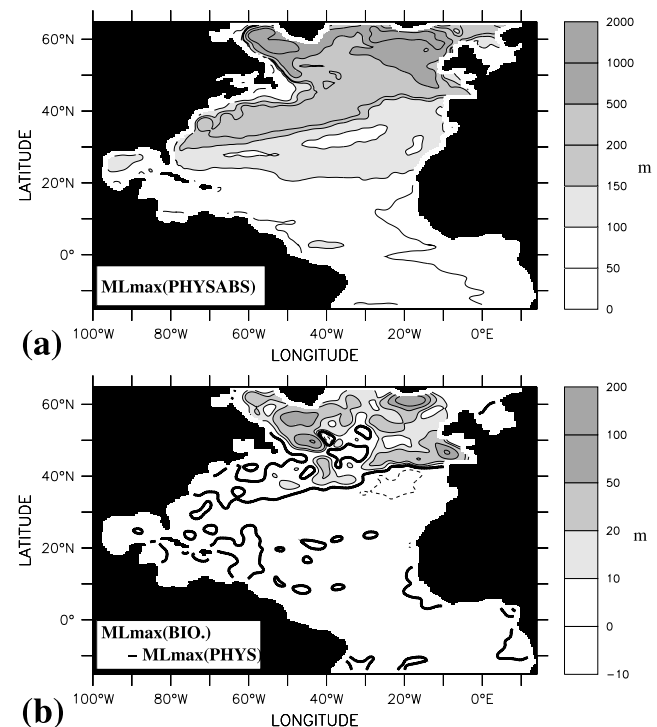 60°N
40°N
20°N
0°
LATITUDE
MLmax(PHYSABS)
100°W
80°W
60°W
40°W
20°W
0°E
LONGITUDE
(a)
2000
1000
500
200
150
100
50
0
m
60°N
40°N
20°N
0°
LATITUDE
MLmax(BIO.)
− MLmax(PHYS)
100°W
80°W
60°W
40°W
20°W
0°E
LONGITUDE
(b)
200
100
50
20
10
0
−10
m